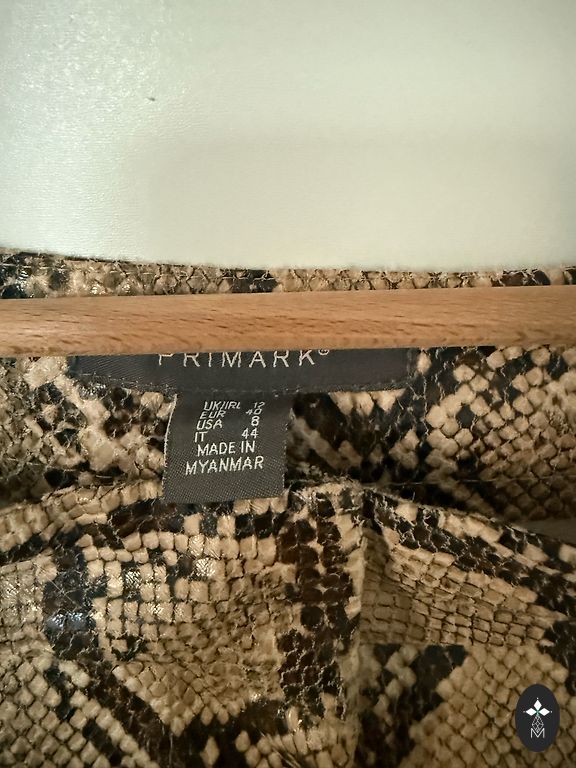 PRIMARK®
UK/IRL 12
EUR 40
USA 8
IT 44
MADE IN
MYANMAR
M